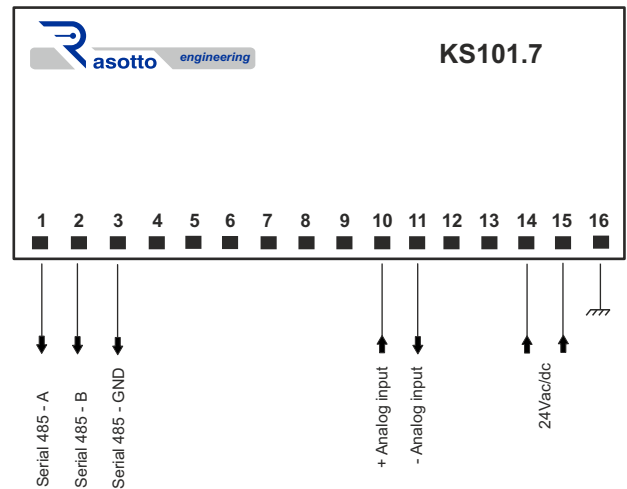 Rasotto engineering
KS101.7
1 2 3 4 5 6 7 8 9 10 11 12 13 14 15 16
Serial 485 - A
Serial 485 - B
Serial 485 - GND
+ Analog input
- Analog input
24Vac/dc